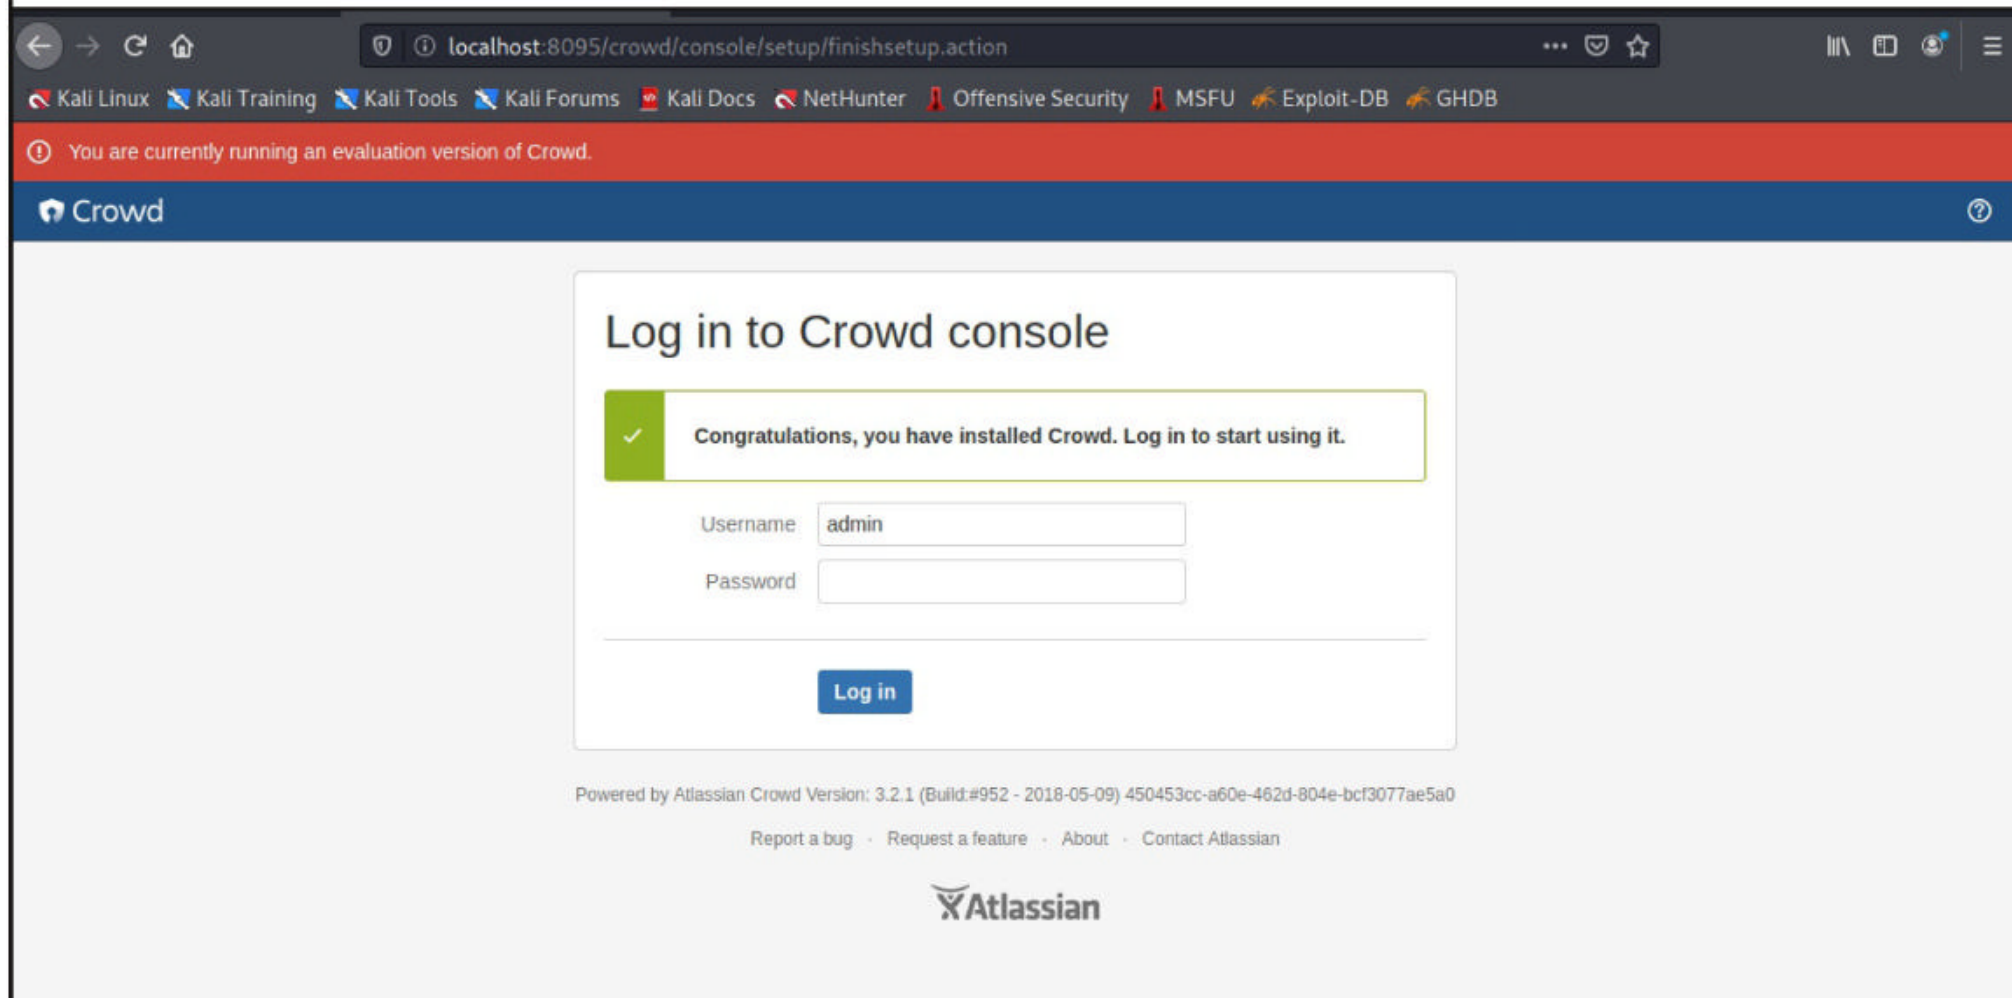 localhost:8095/crowd/console/setup/finishsetup.action
Kali Linux Kali Training Kali Tools Kali Forums Kali Docs NetHunter Offensive Security MSFU Exploit-DB GHDB
You are currently running an evaluation version of Crowd.
Crowd
Log in to Crowd console
Congratulations, you have installed Crowd. Log in to start using it.
Username admin
Password
Log in
Powered by Atlassian Crowd Version: 3.2.1 (Build:#952 - 2018-05-09) 450453cc-a60e-462d-804e-bcf3077ae5a0
Report a bug · Request a feature · About · Contact Atlassian
Atlassian